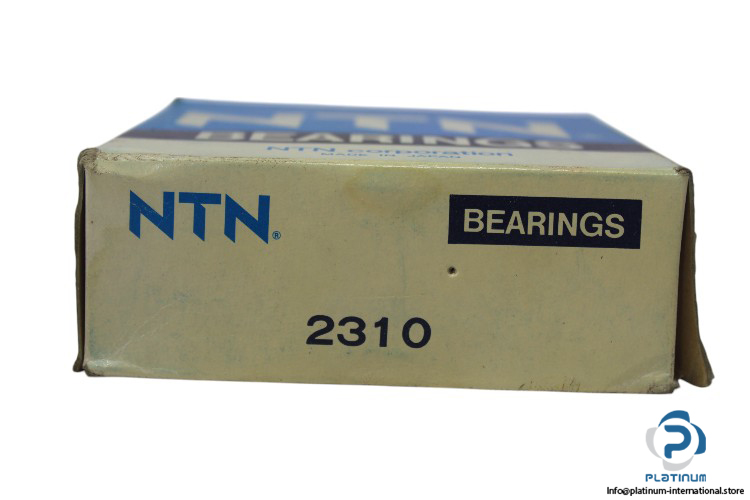 NTN
BEARINGS
NTN corporation
MADE IN JAPAN
NTN® BEARINGS
2310
PLATINUM
Info@platinum-international.store